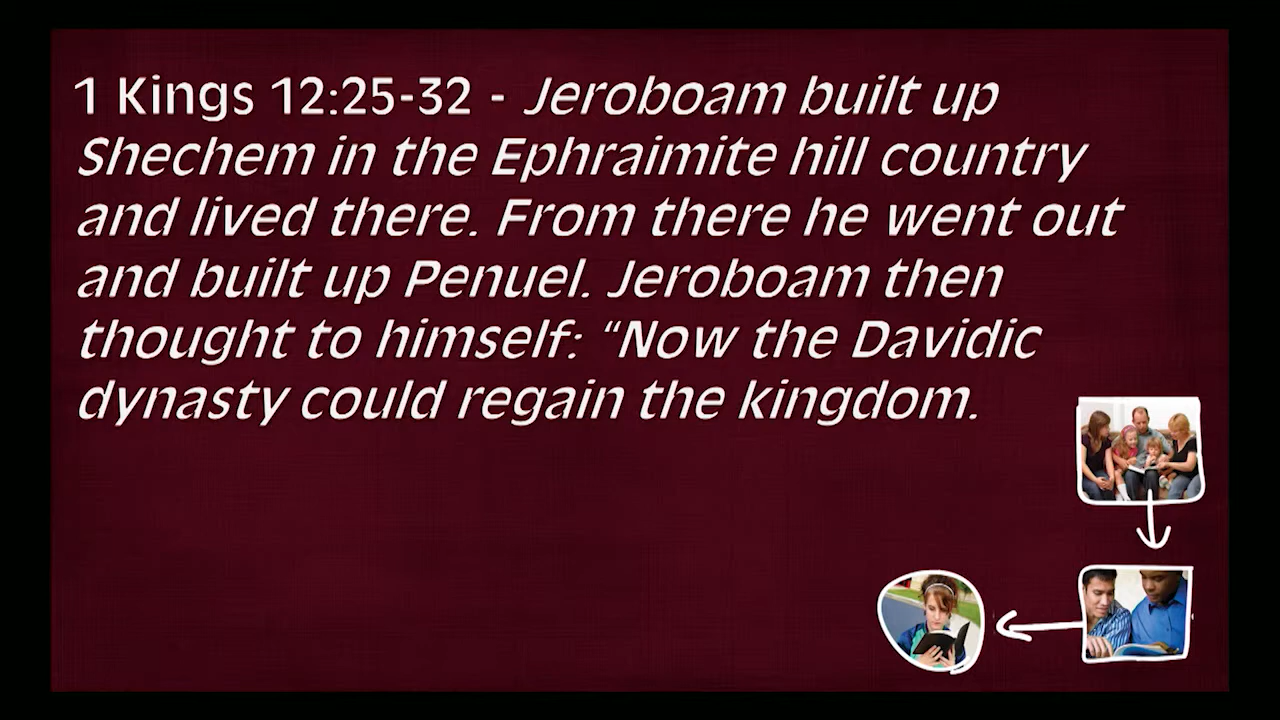 1 Kings 12:25-32 - Jeroboam built up
Shechem in the Ephraimite hill country
and lived there. From there he went out
and built up Penuel. Jeroboam then
thought to himself: “Now the Davidic
dynasty could regain the kingdom.